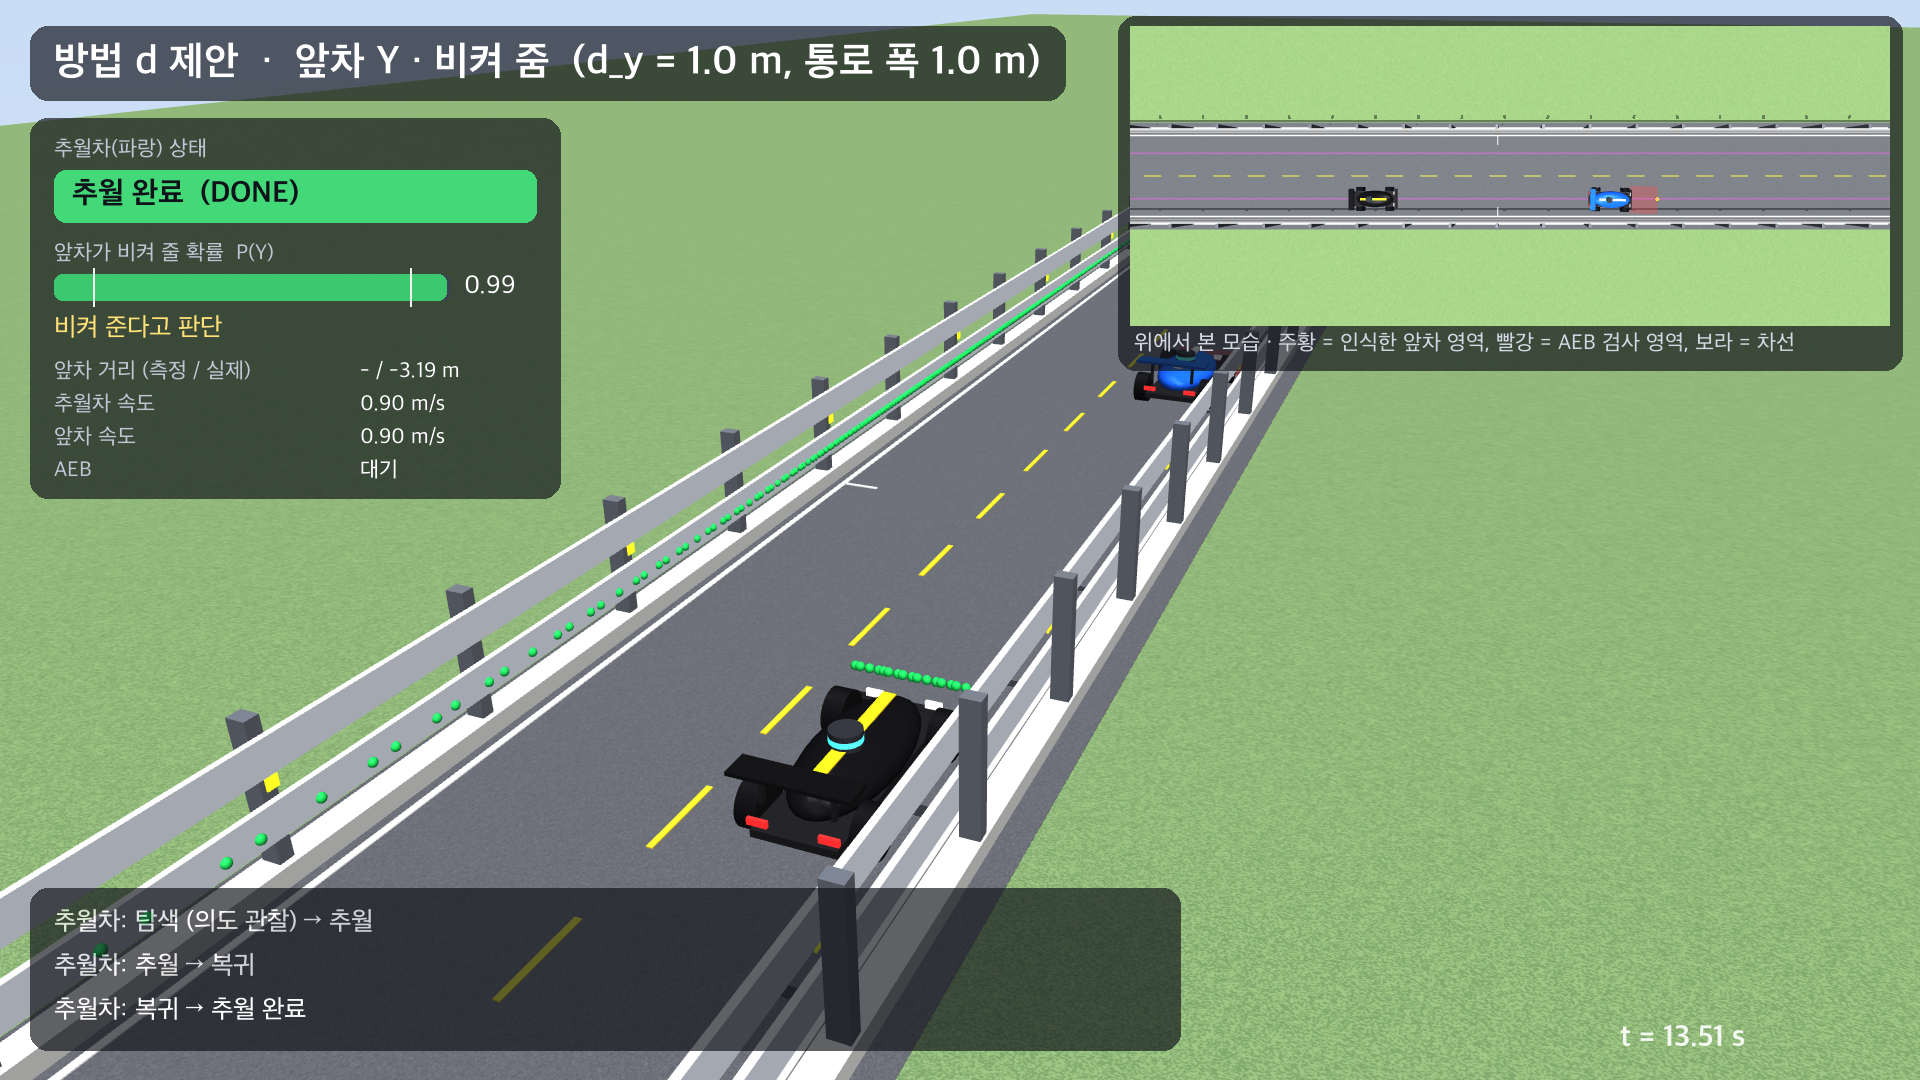 방법 d 제안 · 앞차 Y · 비켜 줌 (d_y = 1.0 m, 통로 폭 1.0 m)
추월차(파랑) 상태
추월 완료 (DONE)
앞차가 비켜 줄 확률 P(Y)
0.99
비켜 준다고 판단
앞차 거리 (측정 / 실제) - / -3.19 m
추월차 속도 0.90 m/s
앞차 속도 0.90 m/s
AEB 대기
위에서 본 모습 · 주황 = 인식한 앞차 영역, 빨강 = AEB 검사 영역, 보라 = 차선
추월차: 탐색 (의도 관찰) → 추월
추월차: 추월 → 복귀
추월차: 복귀 → 추월 완료
t = 13.51 s